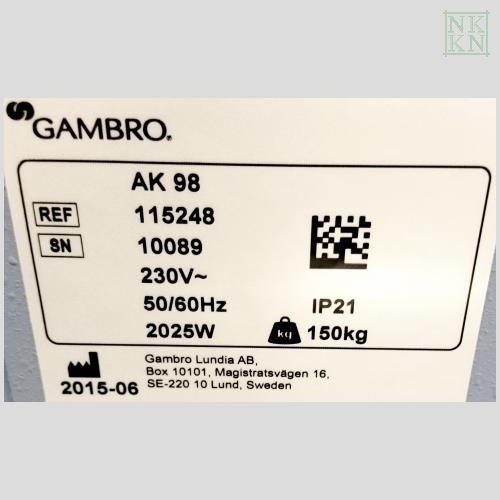 NK
KN
GAMBRO®
AK 98
REF 115248
SN 10089
230V~
50/60Hz IP21
2025W kg 150kg
2015-06
Gambro Lundia AB,
Box 10101, Magistratsvägen 16,
SE-220 10 Lund, Sweden